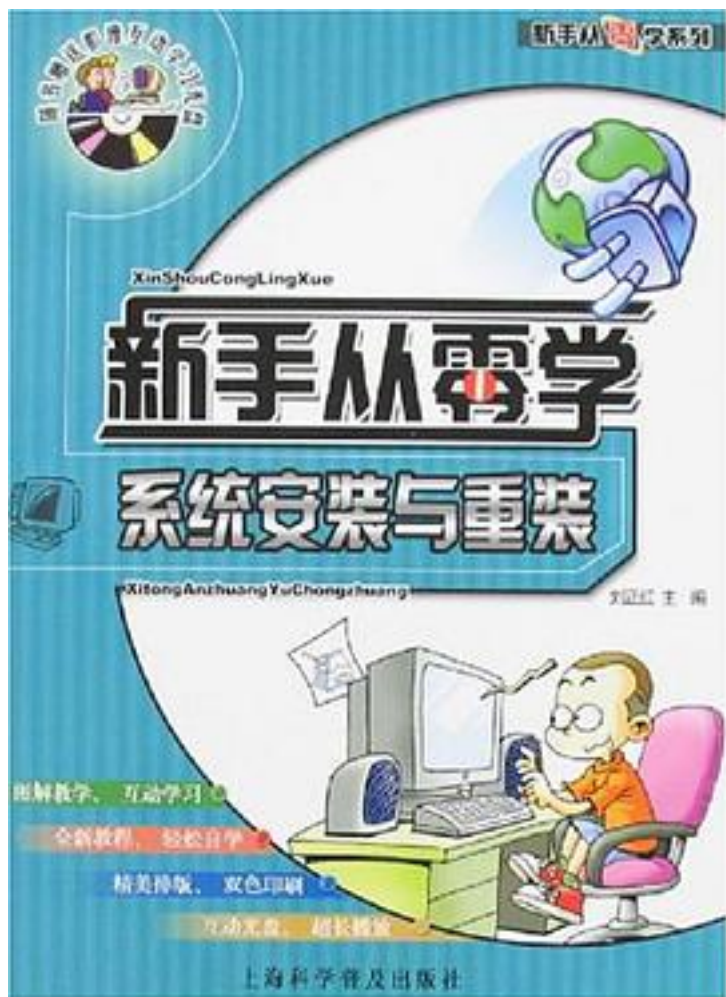 新手从零学系列
XinShouCongLingXue
新手从零学
系统安装与重装
XitongAnzhuangYuChongzhuang
刘正红 主 编
图解教学、 互动学习
全新教程、 轻松自学
精美排版、 双色印刷
互动光盘、 超长播放
上海科学普及出版社